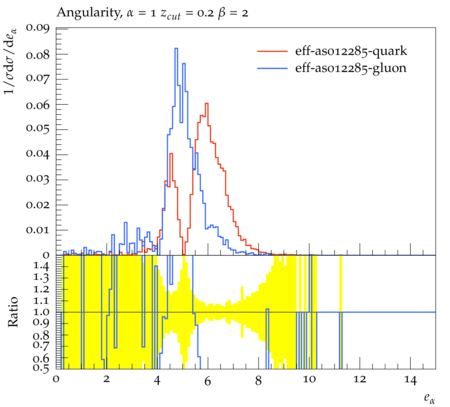 Angularity, α = 1 z_cut = 0.2 β = 2
1/σdσ/de_α
0.09
0.08
0.07
0.06
0.05
0.04
0.03
0.02
0.01
0
eff-as012285-quark
eff-as012285-gluon
Ratio
1.4
1.3
1.2
1.1
1.0
0.9
0.8
0.7
0.6
0.5
0 2 4 6 8 10 12 14
e_α